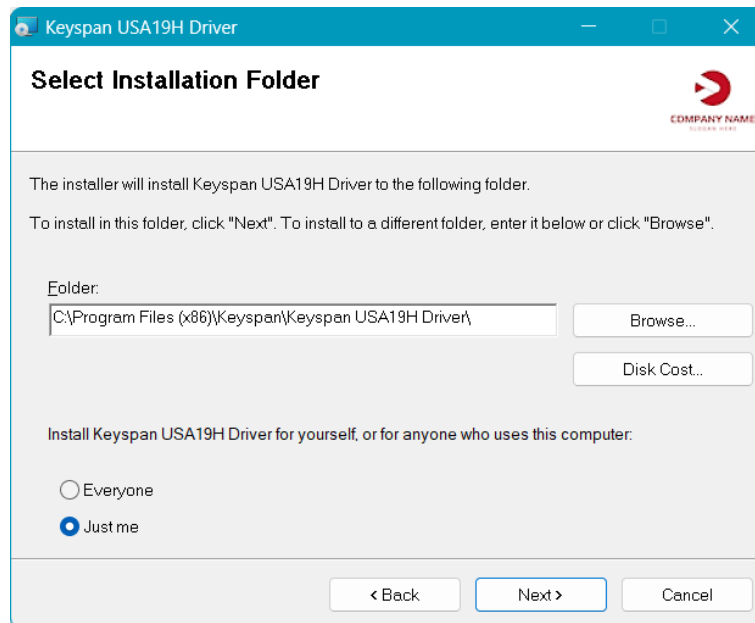 Keyspan USA19H Driver
Select Installation Folder
COMPANY NAME
SLOGAN HERE
The installer will install Keyspan USA19H Driver to the following folder.
To install in this folder, click "Next". To install to a different folder, enter it below or click "Browse".
Folder:
C:\Program Files (x86)\Keyspan\Keyspan USA19H Driver\
Browse...
Disk Cost...
Install Keyspan USA19H Driver for yourself, or for anyone who uses this computer:
Everyone
Just me
< Back
Next >
Cancel